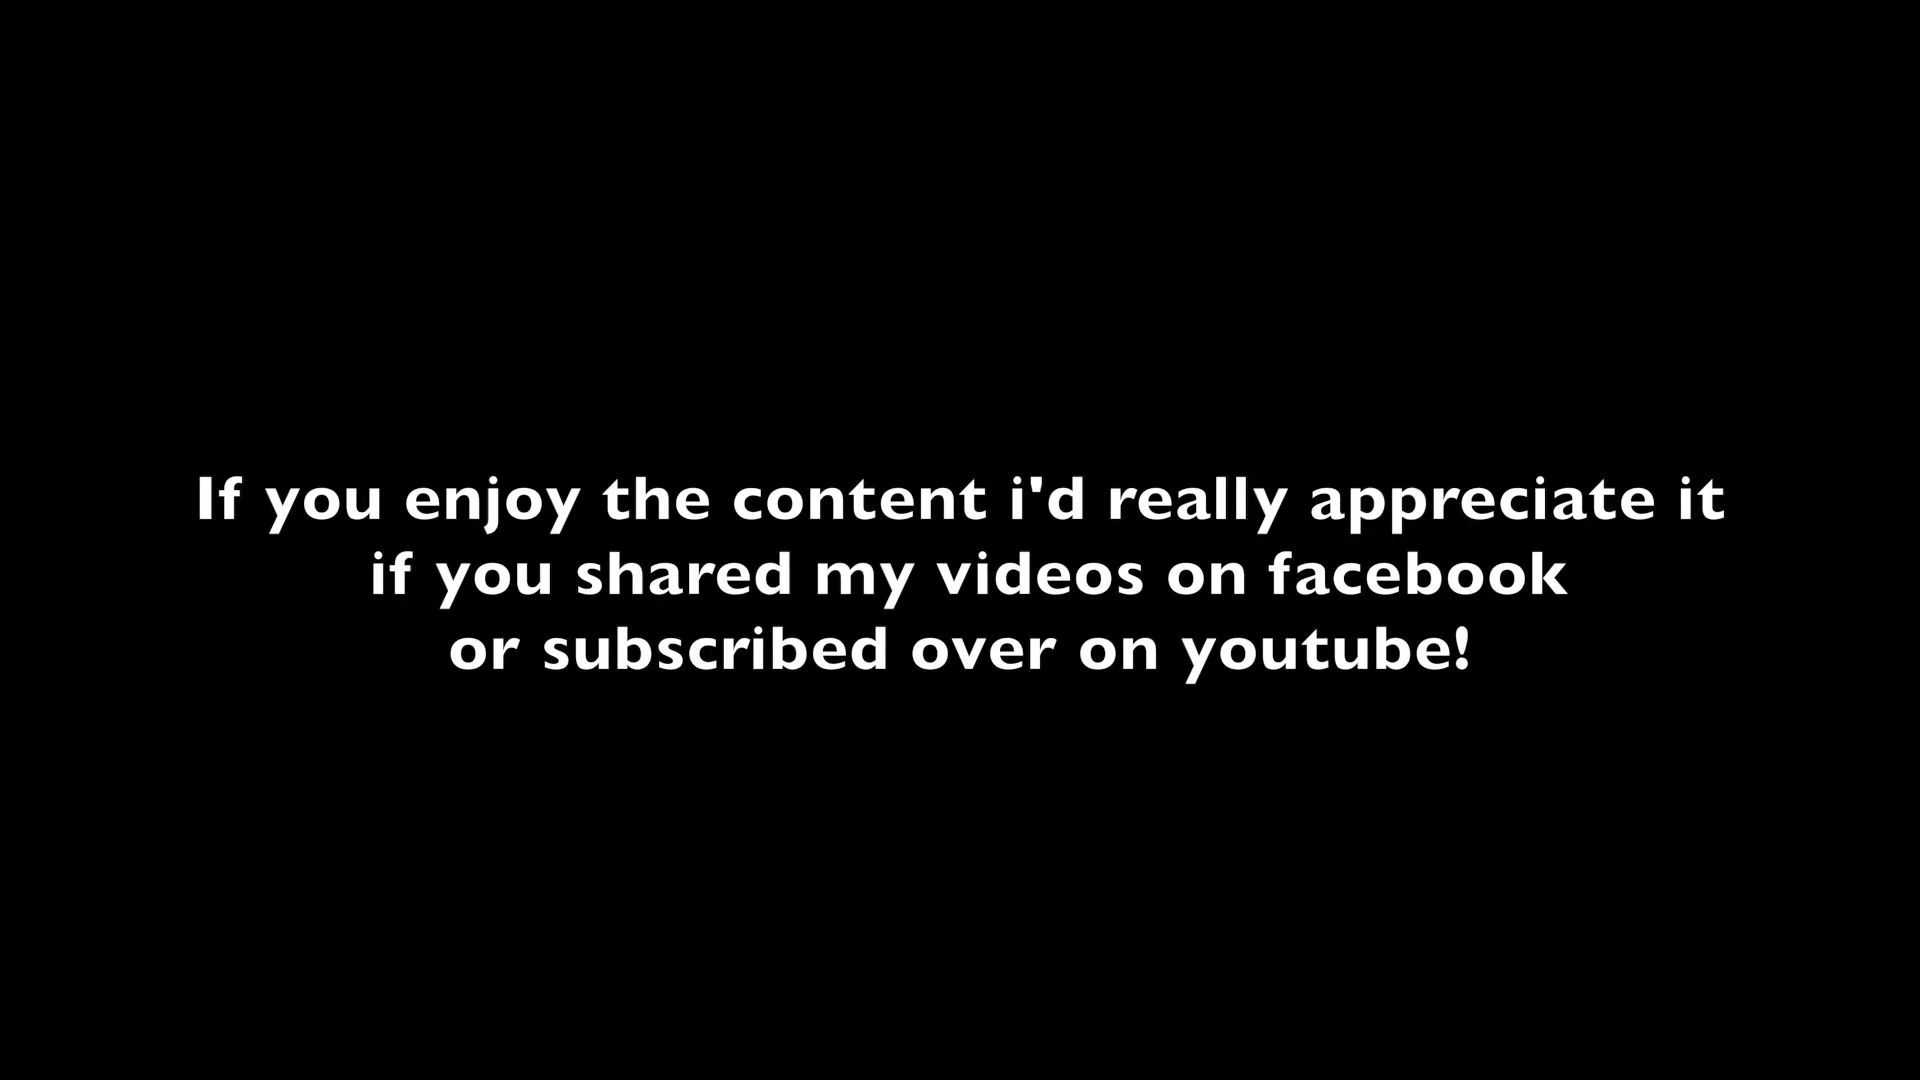 If you enjoy the content i'd really appreciate it
if you shared my videos on facebook
or subscribed over on youtube!